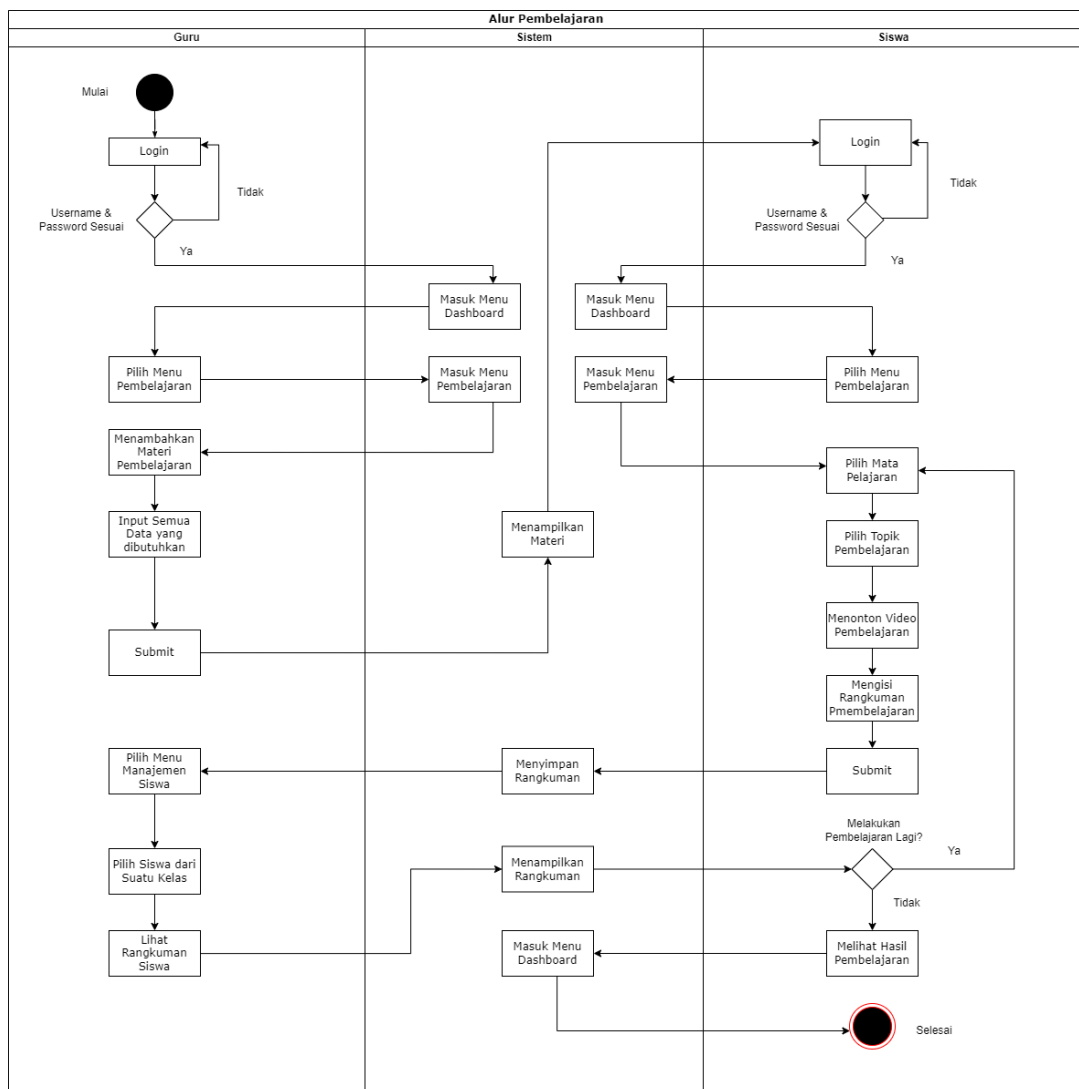 Alur Pembelajaran
Guru
Sistem
Siswa
Mulai
Login
Tidak
Username &
Password Sesuai
Ya
Login
Tidak
Username &
Password Sesuai
Ya
Masuk Menu
Dashboard
Masuk Menu
Dashboard
Pilih Menu
Pembelajaran
Masuk Menu
Pembelajaran
Masuk Menu
Pembelajaran
Pilih Menu
Pembelajaran
Menambahkan
Materi
Pembelajaran
Pilih Mata
Pelajaran
Input Semua
Data yang
dibutuhkan
Menampilkan
Materi
Pilih Topik
Pembelajaran
Submit
Menonton Video
Pembelajaran
Mengisi
Rangkuman
Pmembelajaran
Pilih Menu
Manajemen
Siswa
Menyimpan
Rangkuman
Submit
Melakukan
Pembelajaran Lagi?
Ya
Tidak
Pilih Siswa dari
Suatu Kelas
Menampilkan
Rangkuman
Lihat
Rangkuman
Siswa
Masuk Menu
Dashboard
Melihat Hasil
Pembelajaran
Selesai